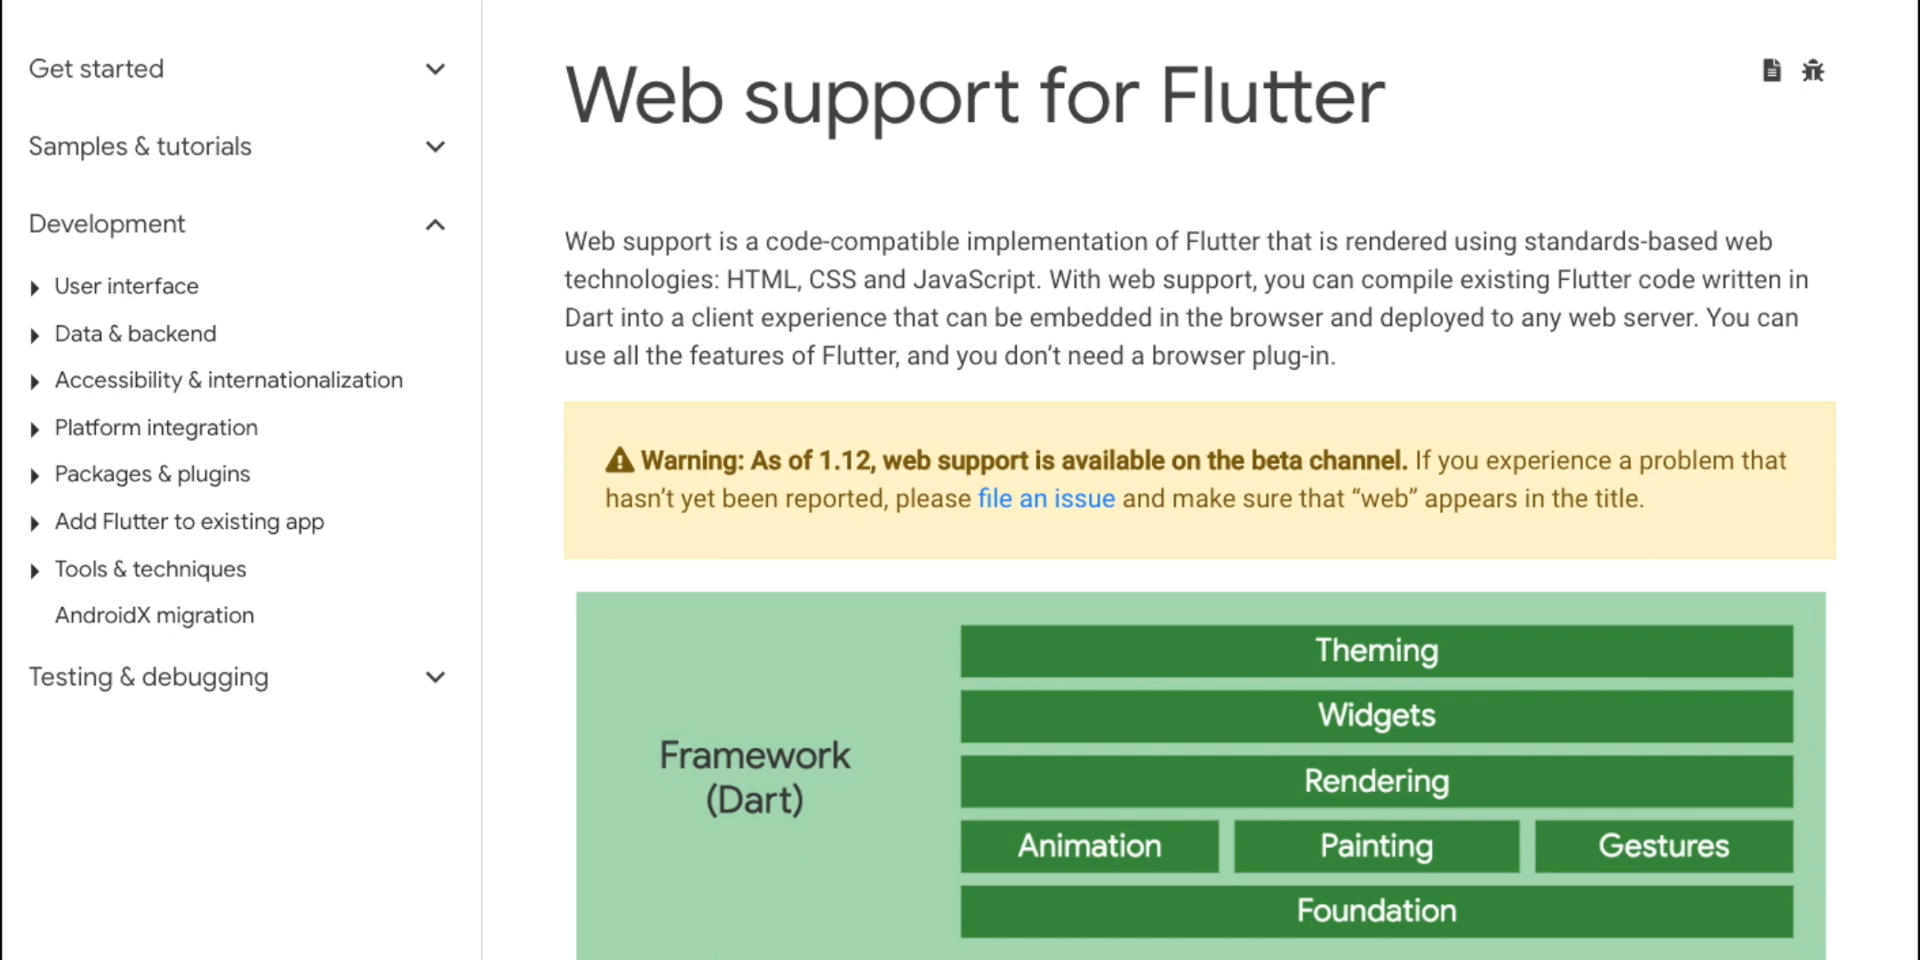 Get started
Samples & tutorials
Development
User interface
Data & backend
Accessibility & internationalization
Platform integration
Packages & plugins
Add Flutter to existing app
Tools & techniques
AndroidX migration
Testing & debugging
Web support for Flutter
Web support is a code-compatible implementation of Flutter that is rendered using standards-based web
technologies: HTML, CSS and JavaScript. With web support, you can compile existing Flutter code written in
Dart into a client experience that can be embedded in the browser and deployed to any web server. You can
use all the features of Flutter, and you don’t need a browser plug-in.
Warning: As of 1.12, web support is available on the beta channel. If you experience a problem that
hasn’t yet been reported, please file an issue and make sure that “web” appears in the title.
Framework
(Dart)
Theming
Widgets
Rendering
Animation Painting Gestures
Foundation